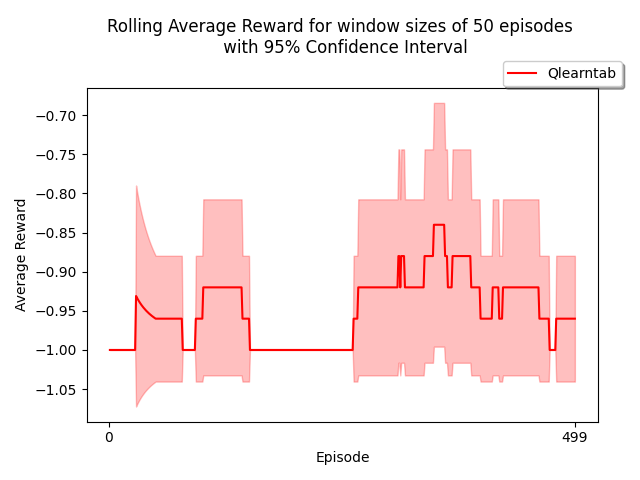 Rolling Average Reward for window sizes of 50 episodes
with 95% Confidence Interval
Qlearntab
−0.70
−0.75
−0.80
−0.85
−0.90
−0.95
−1.00
−1.05
Average Reward
0
499
Episode